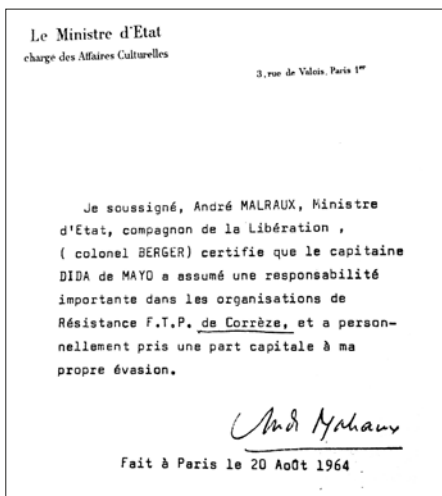 Le Ministre d'Etat
chargé des Affaires Culturelles
3, rue de Valois, Paris 1er
Je soussigné, André MALRAUX, Ministre
d'Etat, compagnon de la Libération ,
( colonel BERGER) certifie que le capitaine
DIDA de MAYO a assumé une responsabilité
importante dans les organisations de
Résistance F.T.P. de Corrèze, et a person-
nellement pris une part capitale à ma
propre évasion.
André Malraux
Fait à Paris le 20 Août 1964